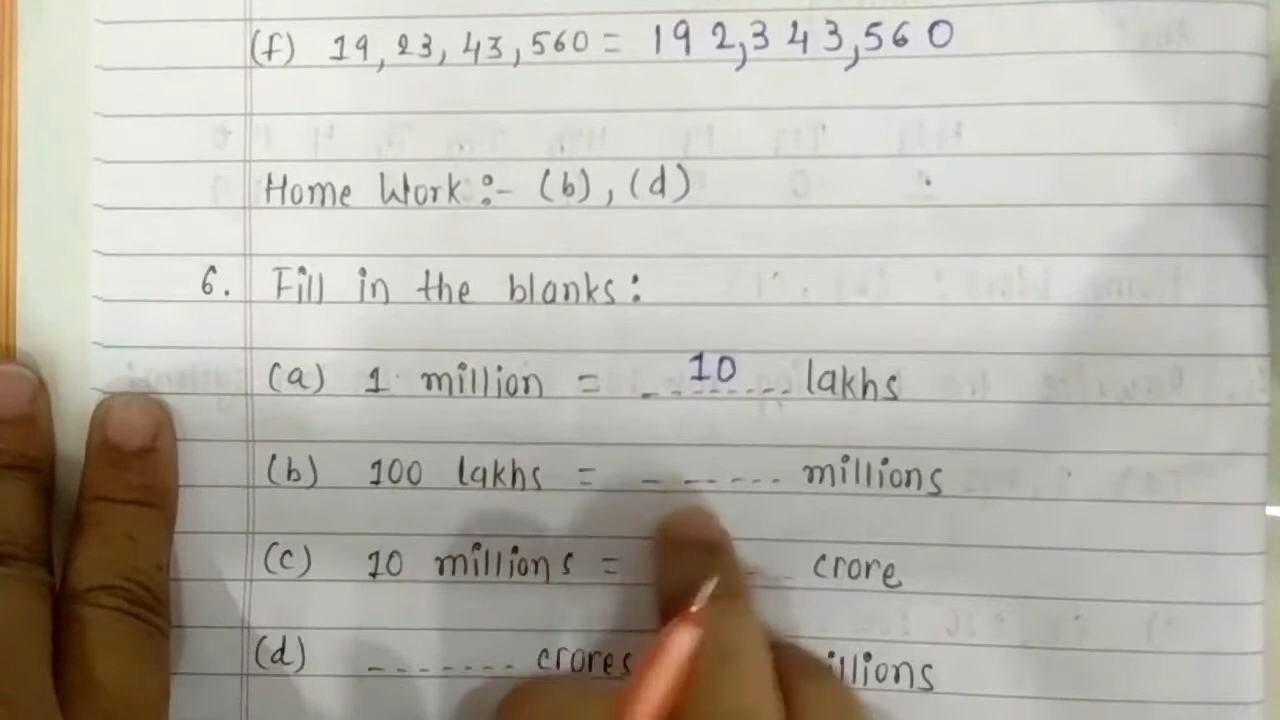 (f) 19, 23, 43, 560 = 192,343,560
Home Work :- (b), (d)
6. Fill in the blanks:
(a) 1 million = 10 lakhs
(b) 100 lakhs = ------ millions
(c) 10 millions = -- crore
(d) ------- crores